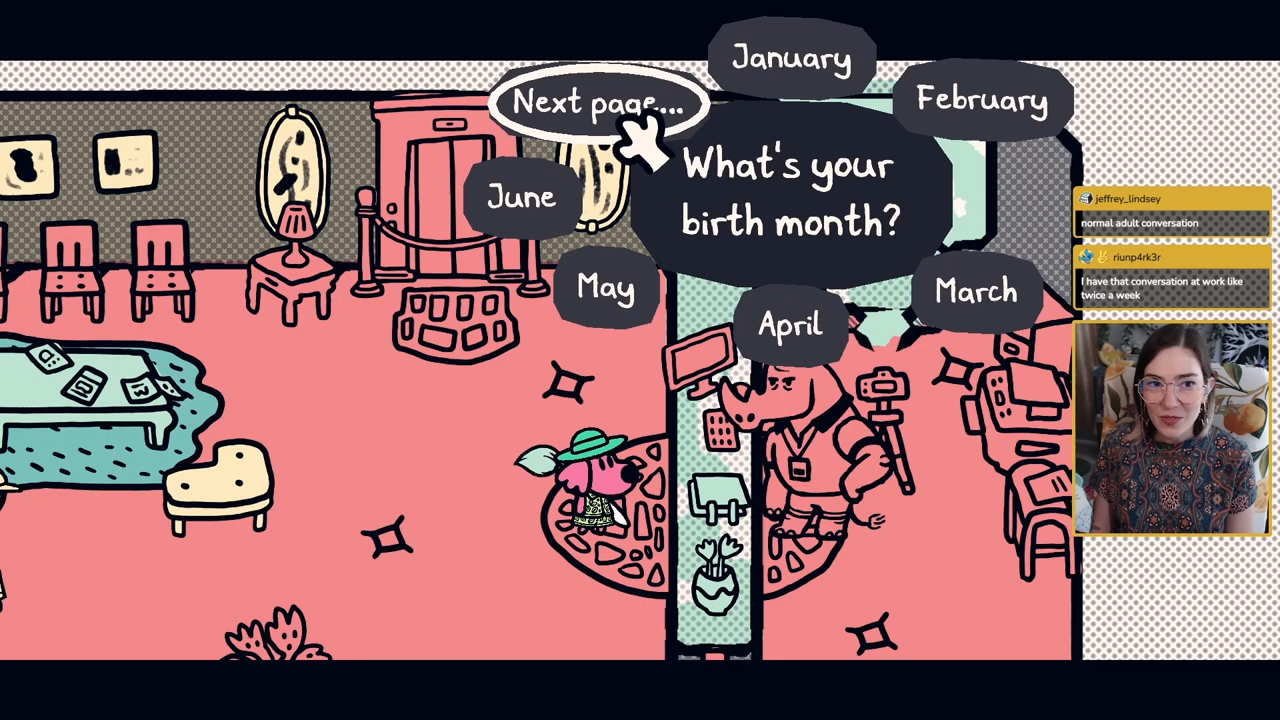 January
Next page...
February
What's your
birth month?
June
May
March
April
jeffrey_lindsey
normal adult conversation
riunp4rk3r
I have that conversation at work like
twice a week